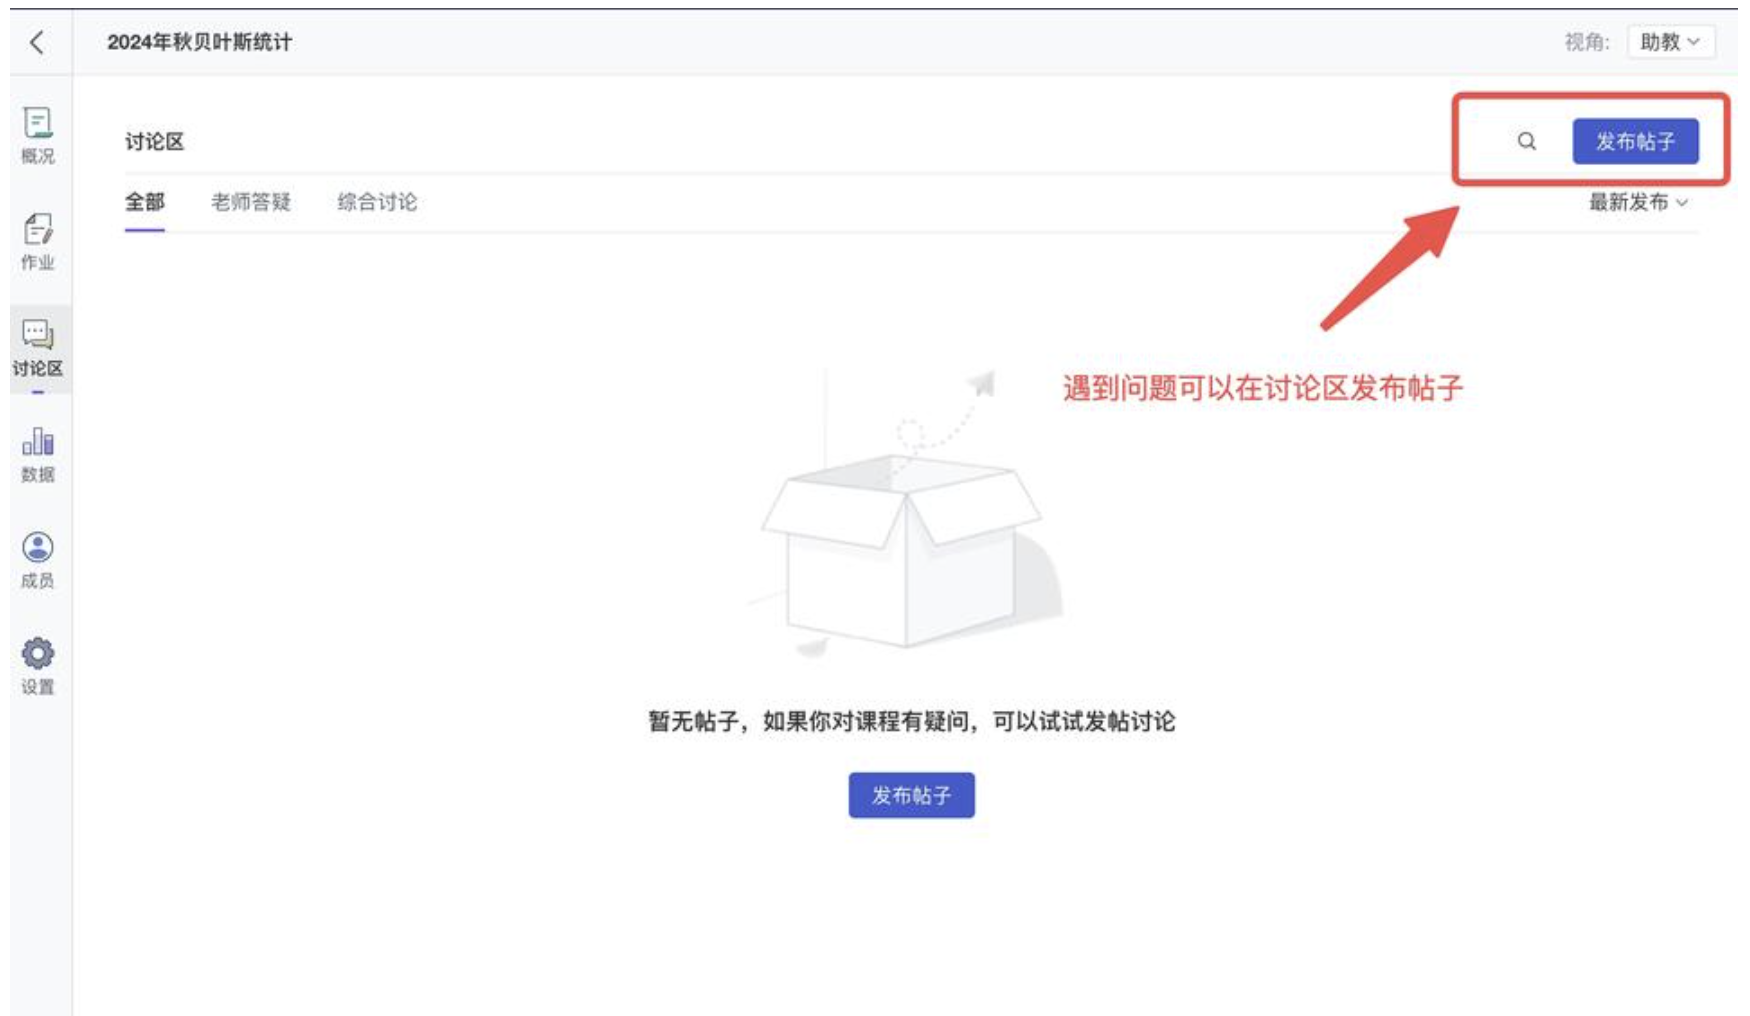 2024年秋贝叶斯统计
视角: 助教
概况
作业
讨论区
数据
成员
设置
讨论区
发布帖子
全部 老师答疑 综合讨论
最新发布
遇到问题可以在讨论区发布帖子
暂无帖子，如果你对课程有疑问，可以试试发帖讨论
发布帖子